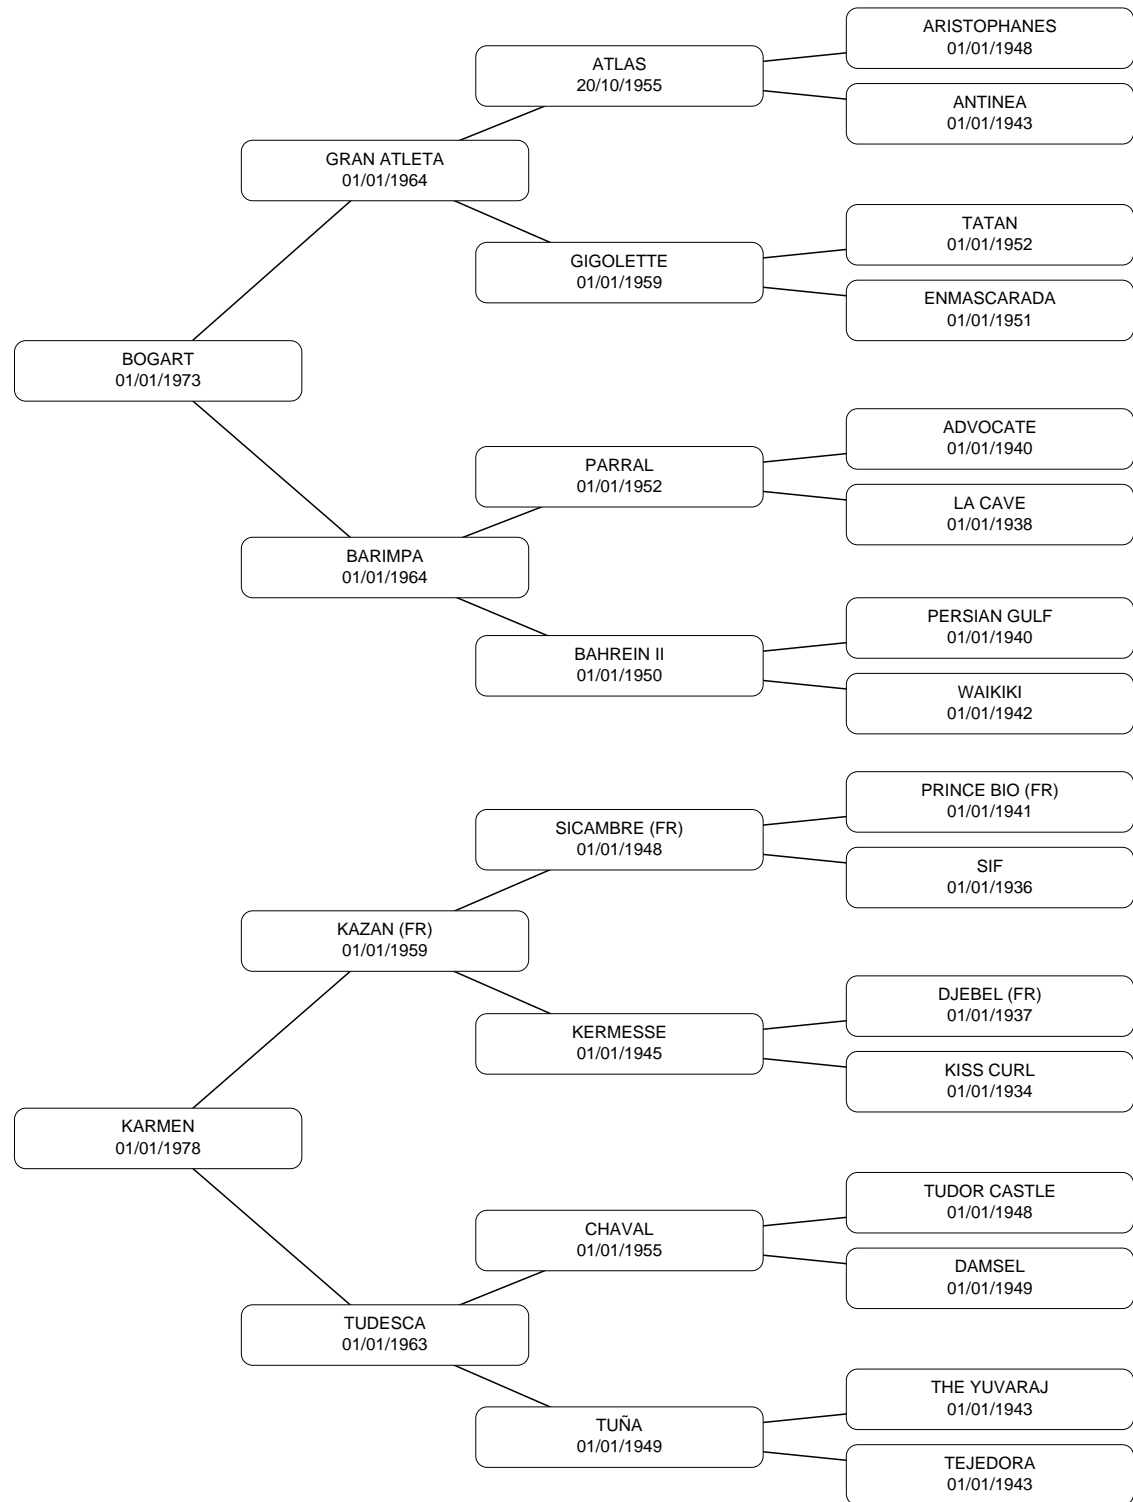 ARISTOPHANES
01/01/1948
ATLAS
20/10/1955
ANTINEA
01/01/1943
GRAN ATLETA
01/01/1964
TATAN
01/01/1952
GIGOLETTE
01/01/1959
ENMASCARADA
01/01/1951
BOGART
01/01/1973
ADVOCATE
01/01/1940
PARRAL
01/01/1952
LA CAVE
01/01/1938
BARIMPA
01/01/1964
PERSIAN GULF
01/01/1940
BAHREIN II
01/01/1950
WAIKIKI
01/01/1942
PRINCE BIO (FR)
01/01/1941
SICAMBRE (FR)
01/01/1948
SIF
01/01/1936
KAZAN (FR)
01/01/1959
DJEBEL (FR)
01/01/1937
KERMESSE
01/01/1945
KISS CURL
01/01/1934
KARMEN
01/01/1978
TUDOR CASTLE
01/01/1948
CHAVAL
01/01/1955
DAMSEL
01/01/1949
TUDESCA
01/01/1963
THE YUVARAJ
01/01/1943
TUÑA
01/01/1949
TEJEDORA
01/01/1943